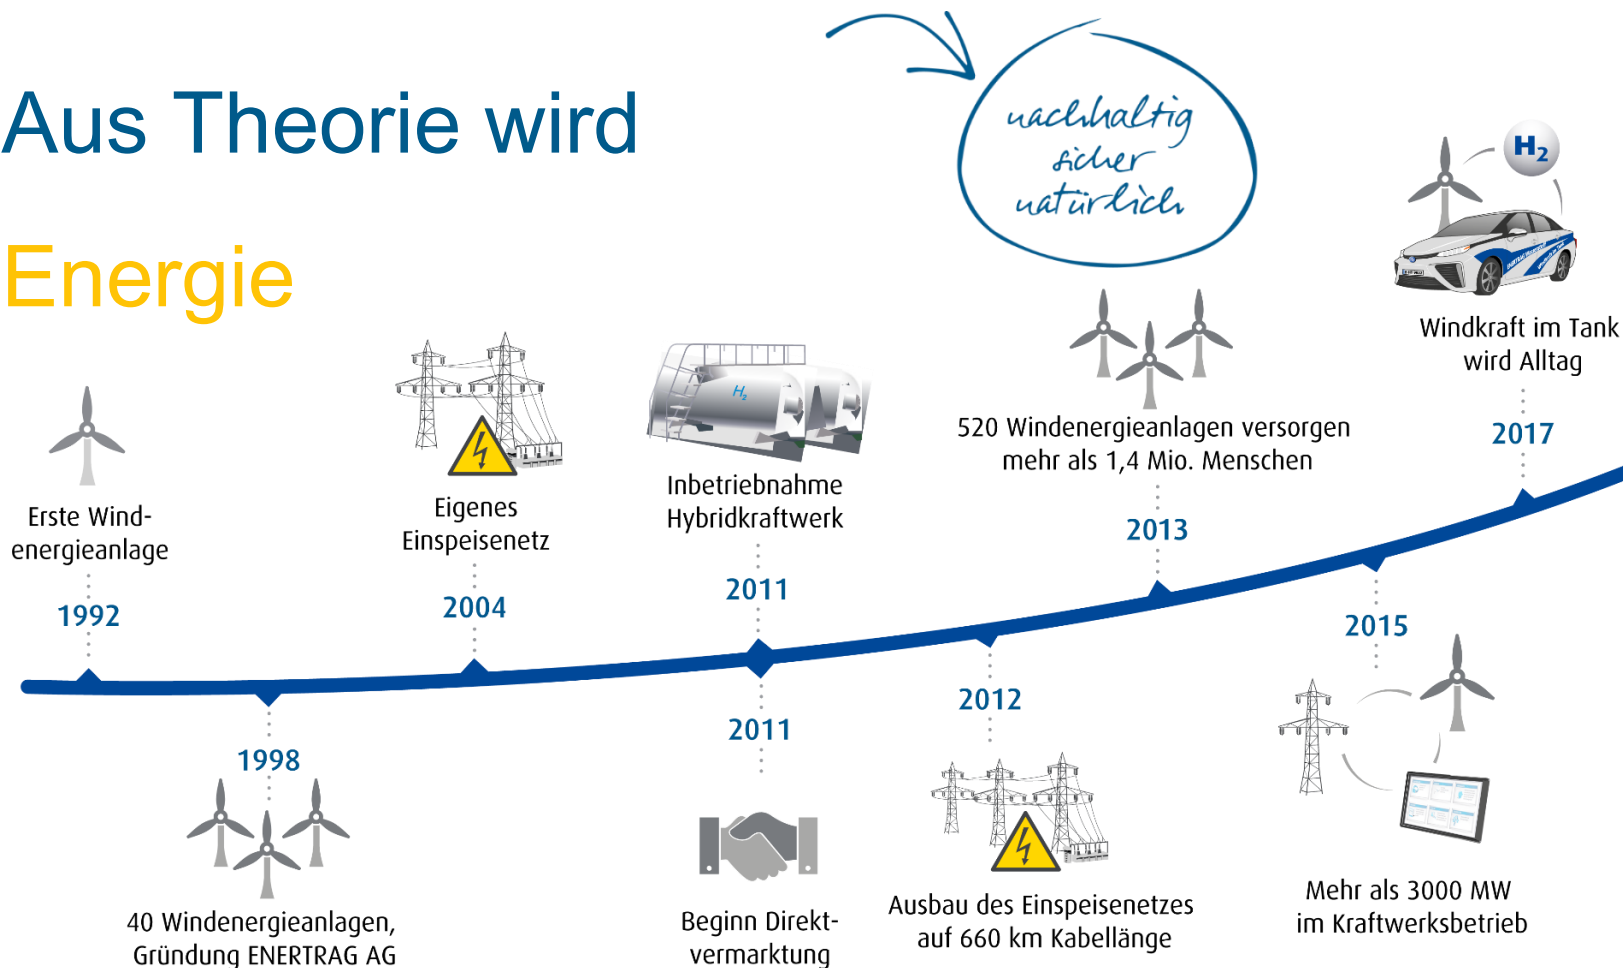 Aus Theorie wird
Energie
nachhaltig
sicher
natürlich
H₂
Windkraft im Tank
wird Alltag
2017
520 Windenergieanlagen versorgen
mehr als 1,4 Mio. Menschen
2013
H₂
Inbetriebnahme
Hybridkraftwerk
2011
Eigenes
Einspeisenetz
2004
Erste Wind-
energieanlage
1992
1998
40 Windenergieanlagen,
Gründung ENERTRAG AG
2011
Beginn Direkt-
vermarktung
2012
Ausbau des Einspeisenetzes
auf 660 km Kabellänge
2015
Mehr als 3000 MW
im Kraftwerksbetrieb